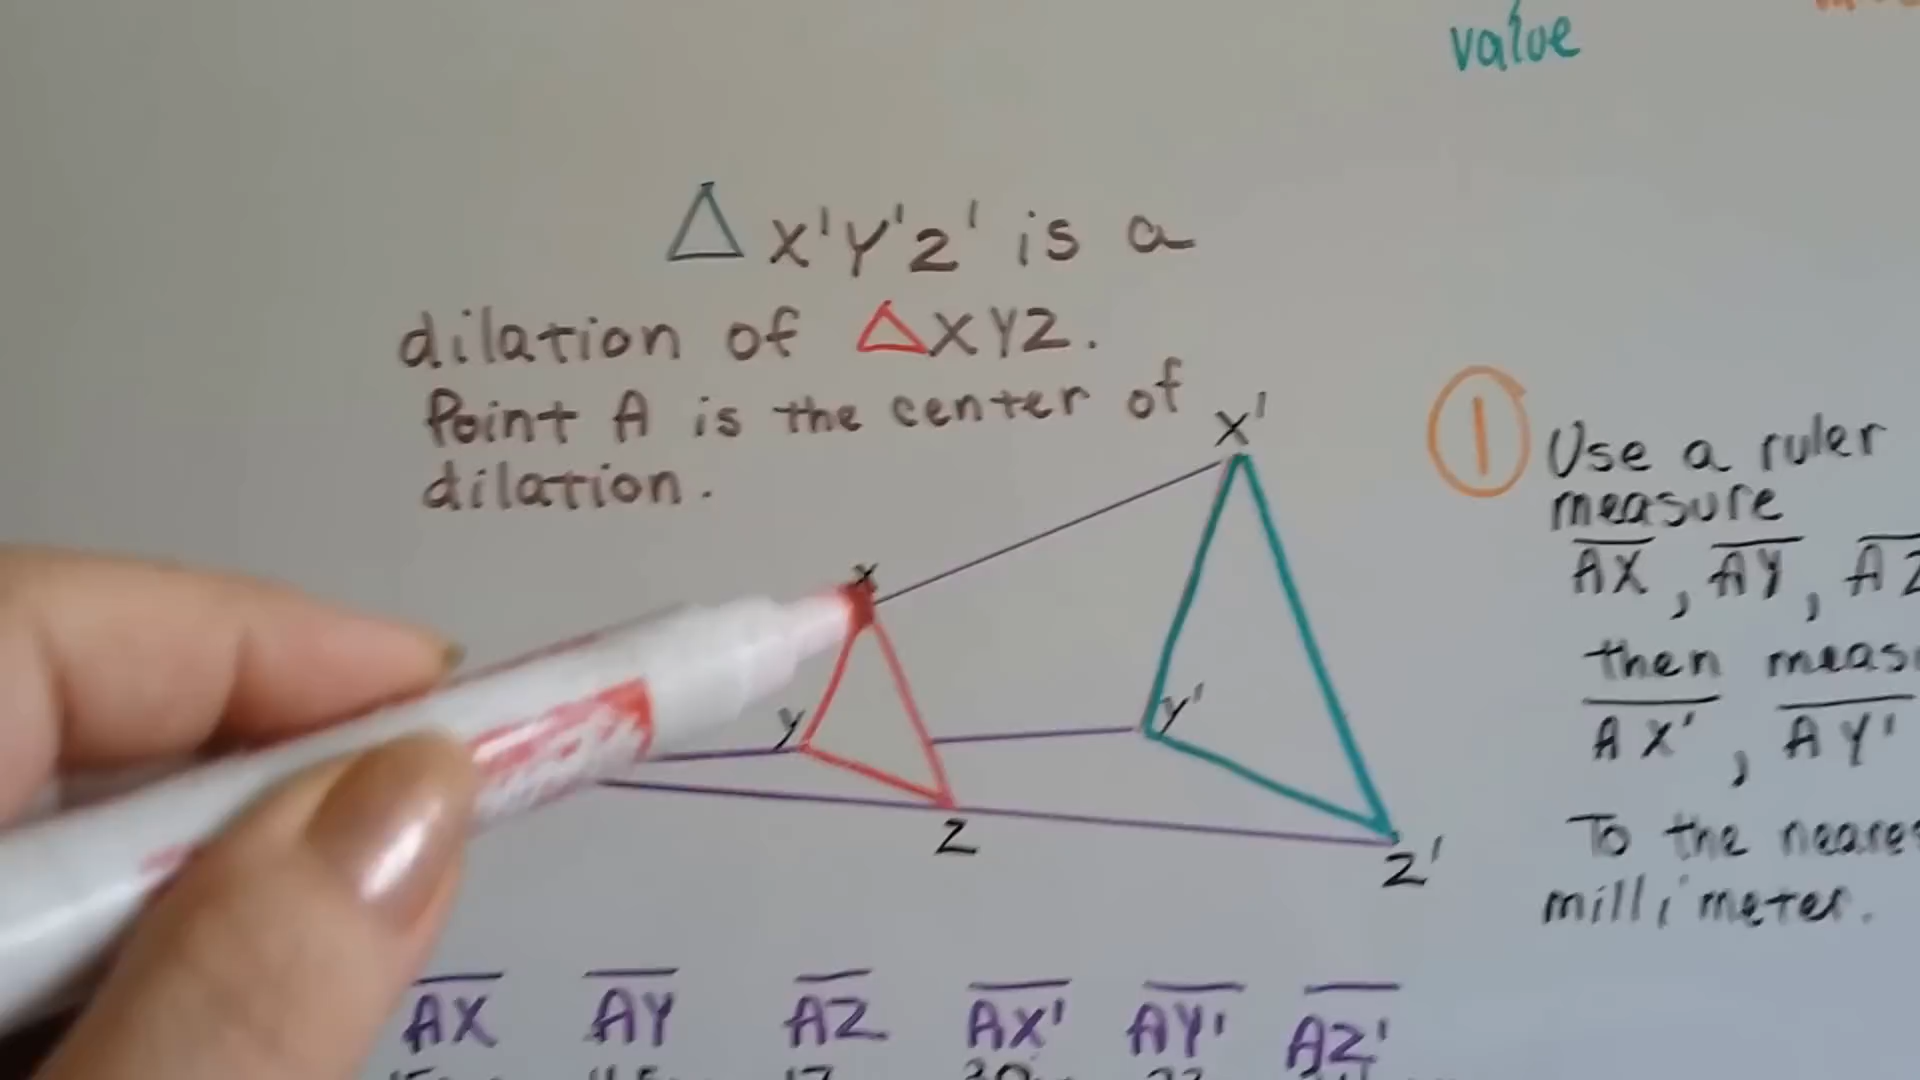 value
△ X'Y'Z' is a
dilation of △XYZ.
Point A is the center of
dilation.
X'
X
Y
Y'
Z
Z'
1
Use a ruler
measure
AX, AY, AZ
then
AX', AY'
To the
millimeter.
AX AY AZ AX' AY' AZ'